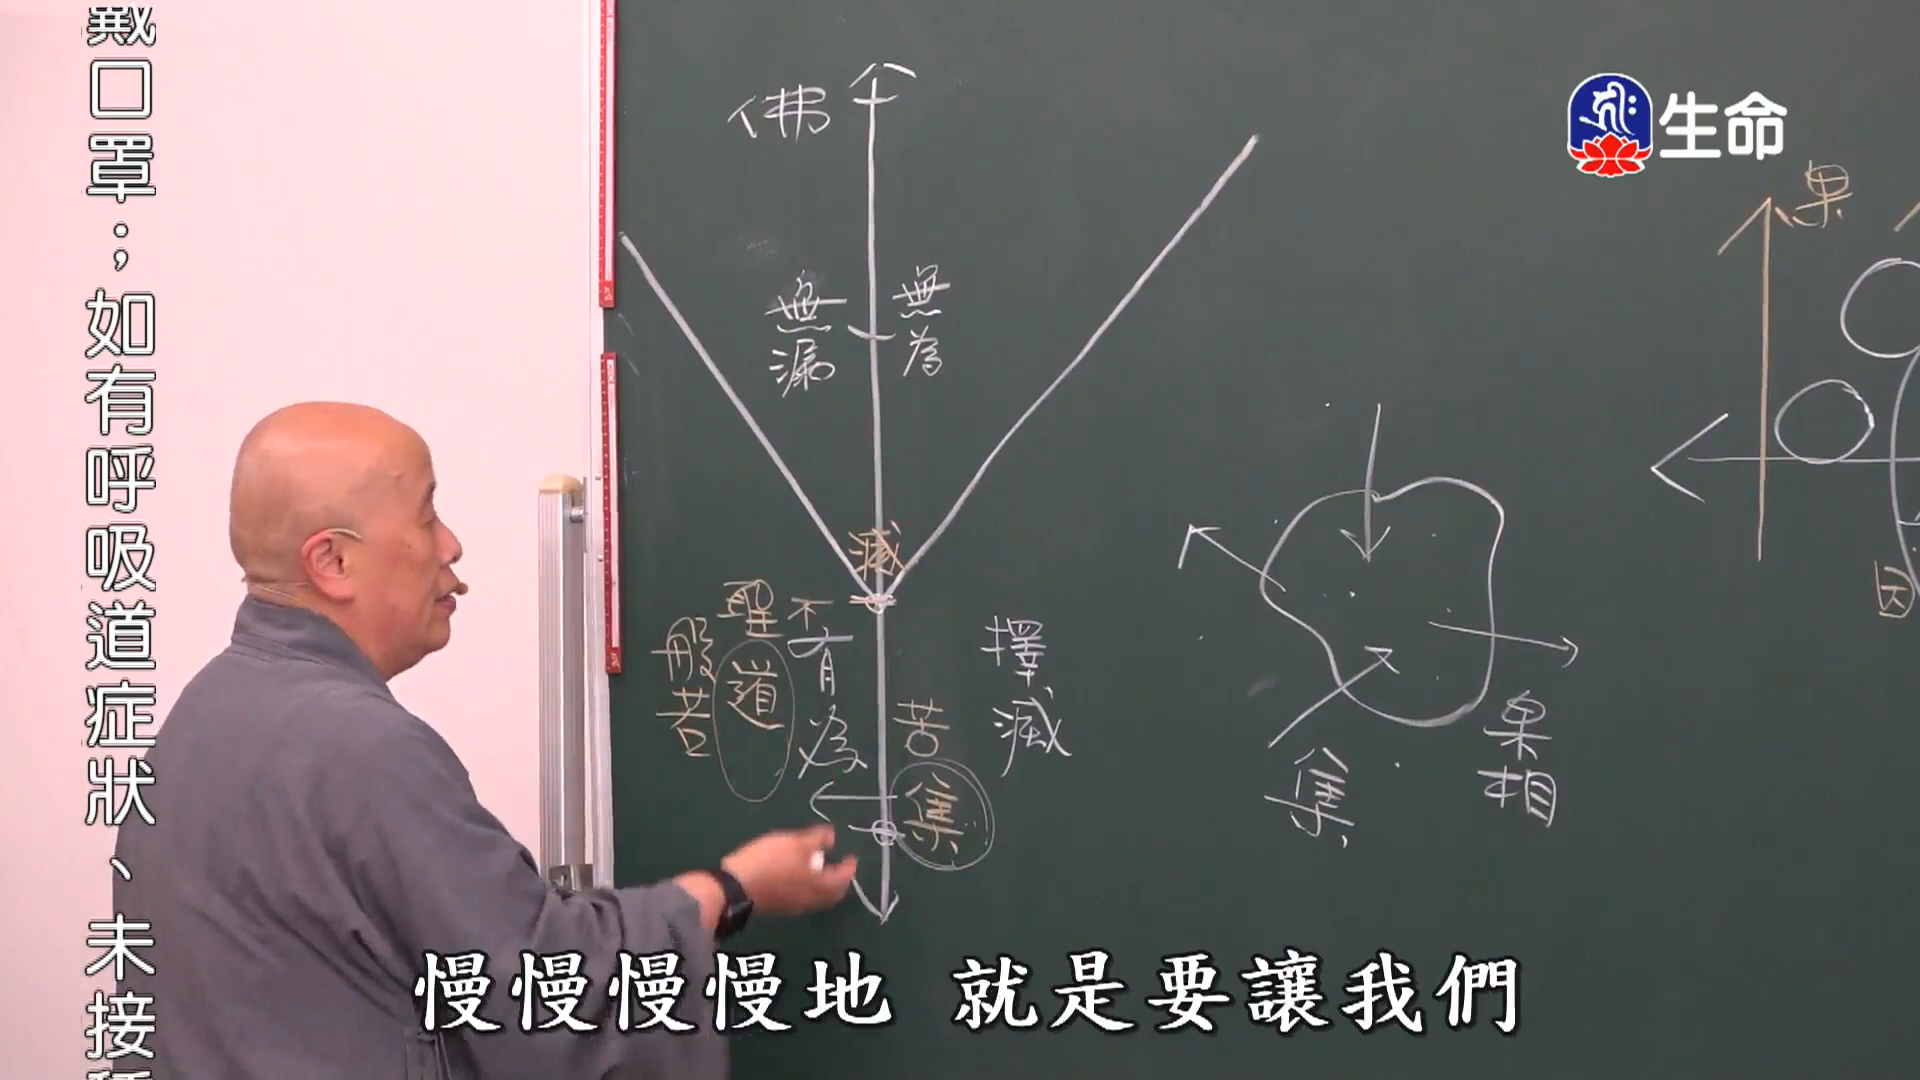 戴口罩；如有呼吸道症狀、未接種
佛
生命
果
無漏
無為
滅
聖
不
般若
道
有為
苦
集
擇滅
集
果相
因
慢慢慢慢地 就是要讓我們